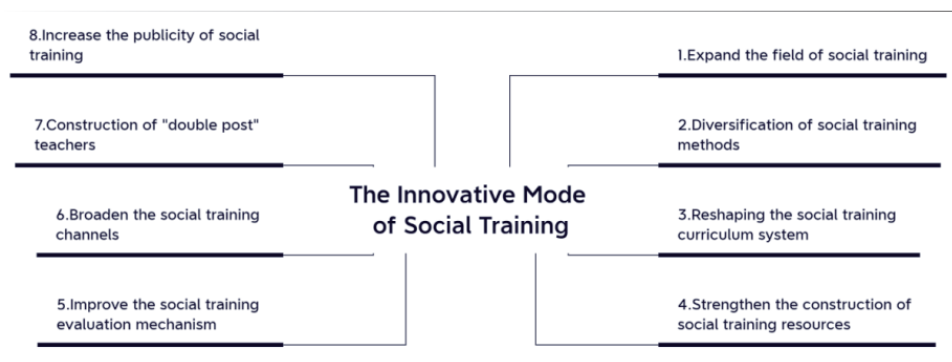 8.Increase the publicity of social
training
1.Expand the field of social training
7.Construction of "double post"
teachers
2.Diversification of social training
methods
The Innovative Mode
of Social Training
6.Broaden the social training
channels
3.Reshaping the social training
curriculum system
5.Improve the social training
evaluation mechanism
4.Strengthen the construction of
social training resources